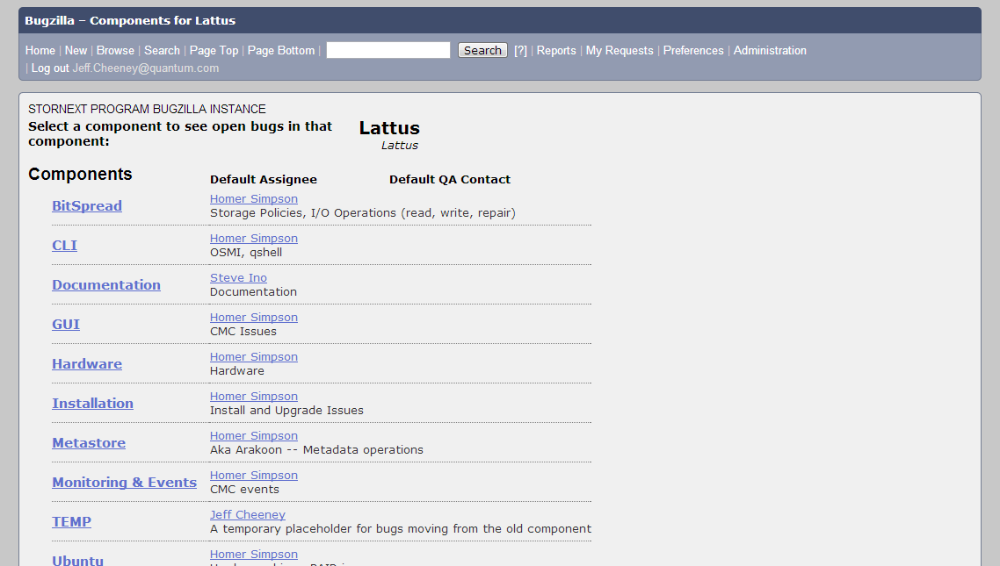 Bugzilla – Components for Lattus
Home | New | Browse | Search | Page Top | Page Bottom | Search [?] | Reports | My Requests | Preferences | Administration
| Log out Jeff.Cheeney@quantum.com
STORNEXT PROGRAM BUGZILLA INSTANCE
Select a component to see open bugs in that
component:
Lattus
Lattus
Components
Default Assignee
Default QA Contact
BitSpread
Homer Simpson
Storage Policies, I/O Operations (read, write, repair)
CLI
Homer Simpson
OSMI, qshell
Documentation
Steve Ino
Documentation
GUI
Homer Simpson
CMC Issues
Hardware
Homer Simpson
Hardware
Installation
Homer Simpson
Install and Upgrade Issues
Metastore
Homer Simpson
Aka Arakoon -- Metadata operations
Monitoring & Events
Homer Simpson
CMC events
TEMP
Jeff Cheeney
A temporary placeholder for bugs moving from the old component
Ubuntu
Homer Simpson